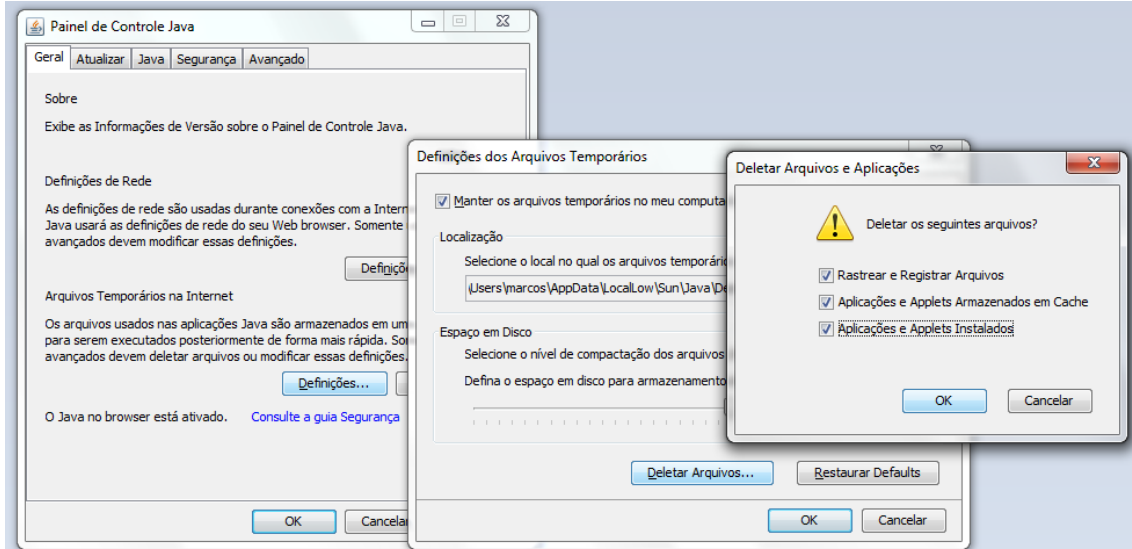 Painel de Controle Java
Geral Atualizar Java Segurança Avançado
Sobre
Exibe as Informações de Versão sobre o Painel de Controle Java.
Definições de Rede
As definições de rede são usadas durante conexões com a
Java usará as definições de rede do seu Web browser. Somente
avançados devem modificar essas definições.
Arquivos Temporários na Internet
Os arquivos usados nas aplicações Java são armazenados em
para serem executados posteriormente de forma mais rápida.
avançados devem deletar arquivos ou modificar essas definições.
Definições...
O Java no browser está ativado. Consulte a guia Segurança
OK Cancelar
Definições dos Arquivos Temporários
Manter os arquivos temporários no meu
Localização
Selecione o local no qual os arquivos
\Users\marcos\AppData\LocalLow\Sun\Java\
Espaço em Disco
Selecione o nível de compactação dos arquivos
Defina o espaço em disco para armazenamento
Deletar Arquivos... Restaurar Defaults
OK Cancelar
Deletar Arquivos e Aplicações
Deletar os seguintes arquivos?
Rastrear e Registrar Arquivos
Aplicações e Applets Armazenados em Cache
Aplicações e Applets Instalados
OK Cancelar